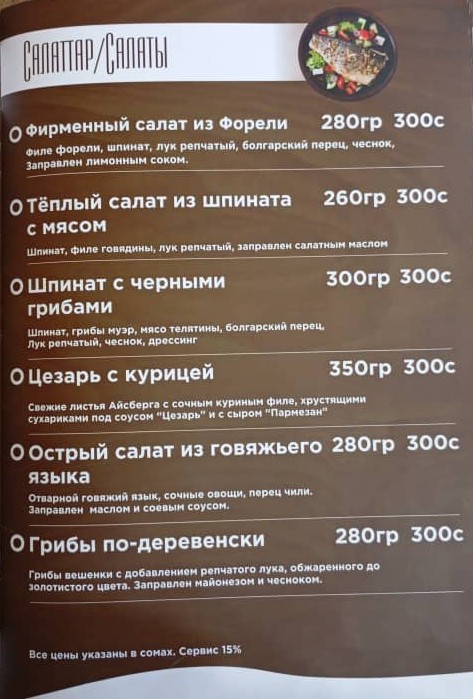 Салаттар/Салаты
Фирменный салат из Форели 280гр 300с
Филе форели, шпинат, лук репчатый, болгарский перец, чеснок,
Заправлен лимонным соком.
Тёплый салат из шпината 260гр 300с
с мясом
Шпинат, филе говядины, лук репчатый, заправлен салатным маслом
Шпинат с черными 300гр 300с
грибами
Шпинат, грибы муэр, мясо телятины, болгарский перец,
Лук репчатый, чеснок, дрессинг
Цезарь с курицей 350гр 300с
Свежие листья Айсберга с сочным куриным филе, хрустящими
сухариками под соусом "Цезарь" и с сыром "Пармезан"
Острый салат из говяжьего 280гр 300с
языка
Отварной говяжий язык, сочные овощи, перец чили.
Заправлен маслом и соевым соусом.
Грибы по-деревенски 280гр 300с
Грибы вешенки с добавлением репчатого лука, обжаренного до
золотистого цвета. Заправлен майонезом и чесноком.
Все цены указаны в сомах. Сервис 15%